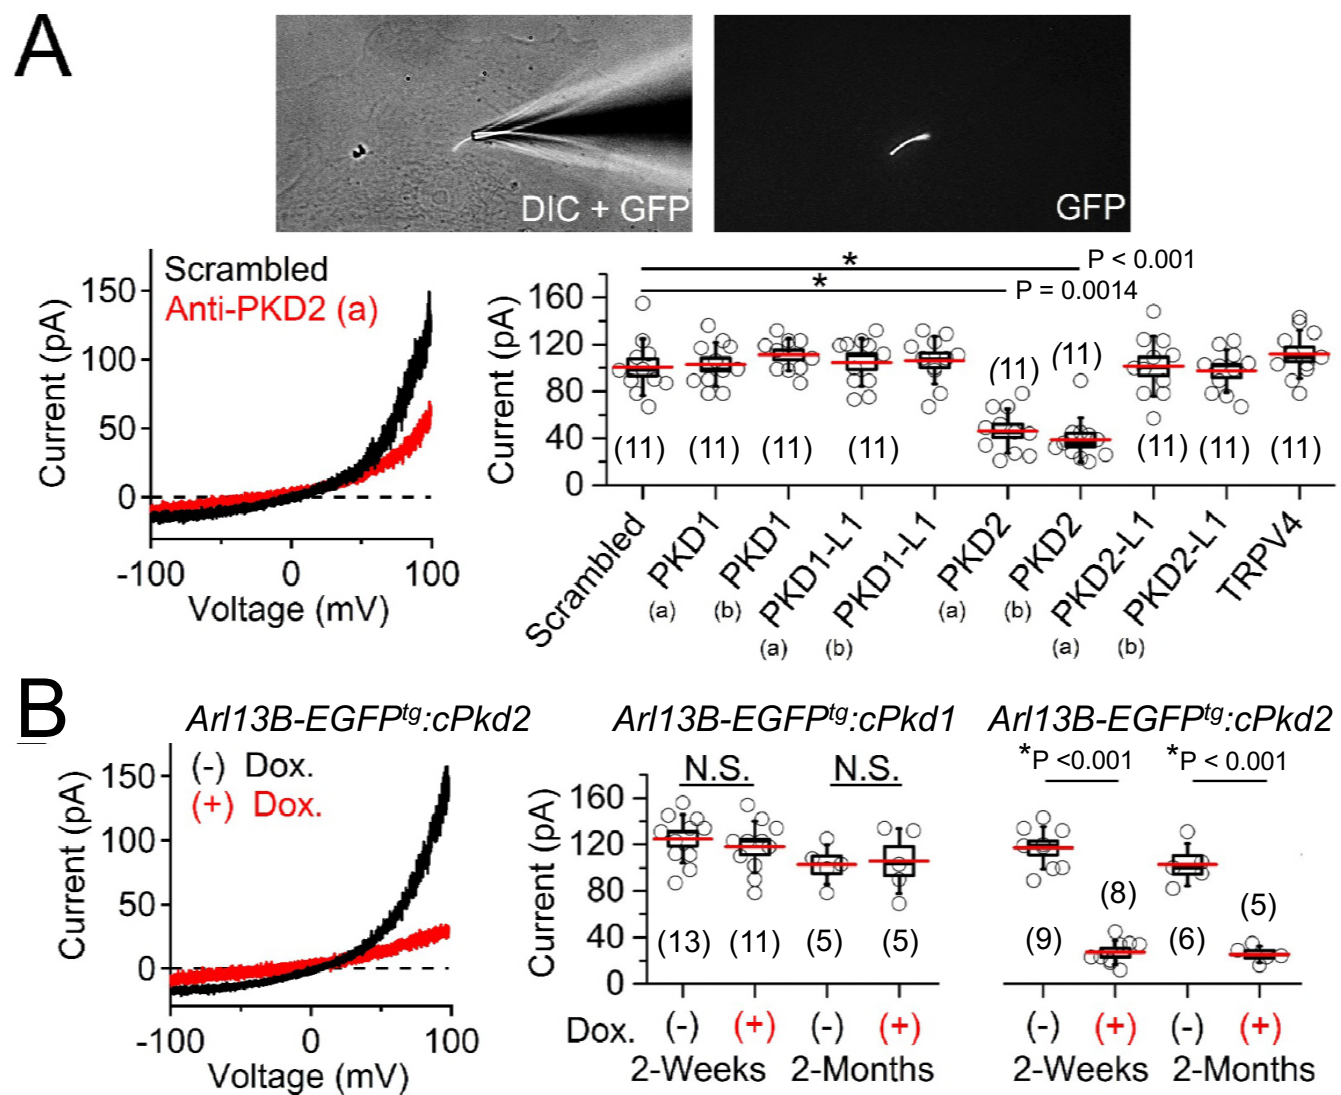 A
DIC + GFP
GFP
Scrambled
Anti-PKD2 (a)
Current (pA)
150
100
50
0
-100
0
100
Voltage (mV)
* P < 0.001
* P = 0.0014
Current (pA)
160
120
80
40
0
(11) (11) (11) (11) (11) (11) (11) (11) (11)
Scrambled
PKD1 (a)
PKD1 (b)
PKD1-L1 (a)
PKD1-L1 (b)
PKD2 (a)
PKD2 (b)
PKD2-L1 (a)
PKD2-L1 (b)
TRPV4
B
Arl13B-EGFPtg:cPkd2
(-) Dox.
(+) Dox.
Current (pA)
150
100
50
0
-100
0
100
Voltage (mV)
Arl13B-EGFPtg:cPkd1
N.S. N.S.
Current (pA)
160
120
80
40
0
(13) (11) (5) (5)
Dox. (-) (+) (-) (+)
2-Weeks 2-Months
Arl13B-EGFPtg:cPkd2
*P <0.001 *P < 0.001
(9) (8) (6) (5)
(-) (+) (-) (+)
2-Weeks 2-Months